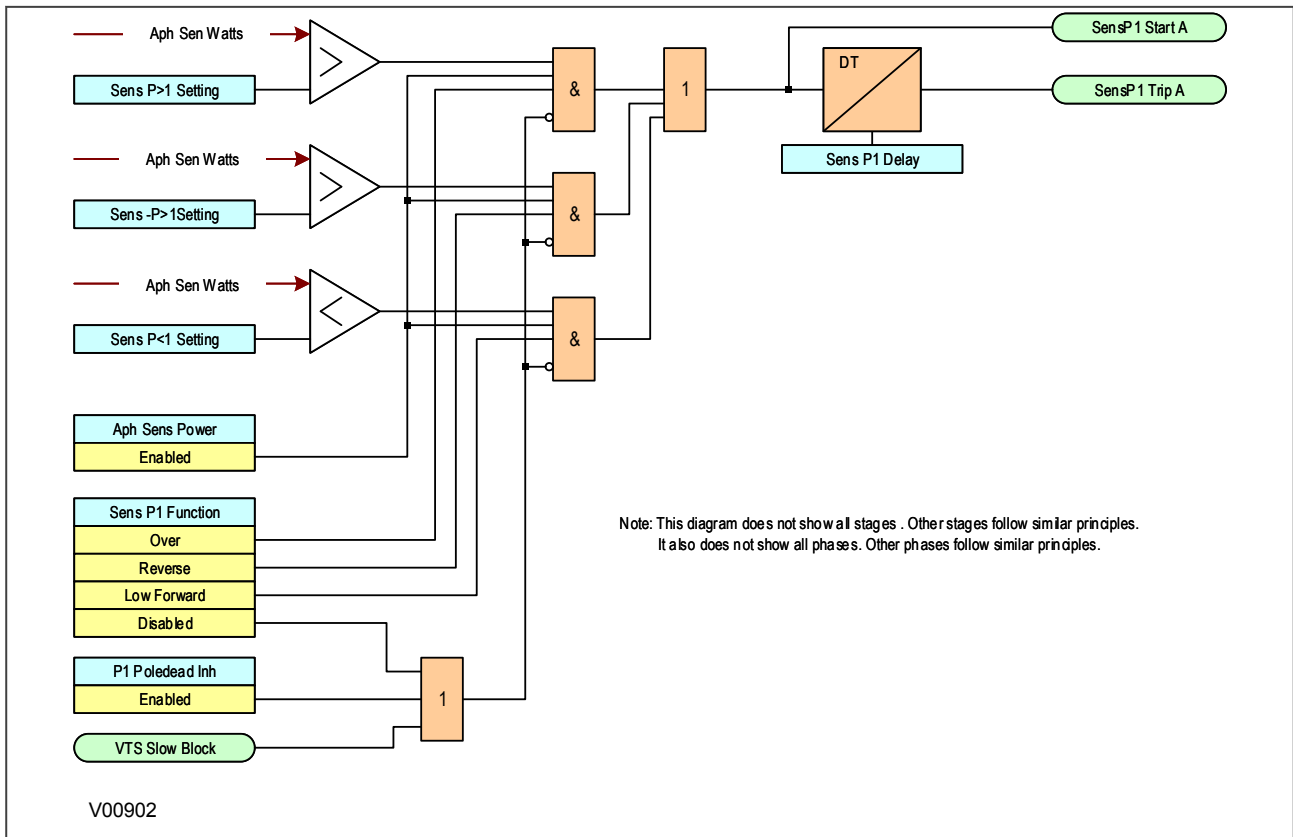 Aph Sen Watts
Sens P>1 Setting
&
1
DT
SensP1 Start A
SensP1 Trip A
Sens P1 Delay
Aph Sen Watts
Sens -P>1Setting
&
Aph Sen Watts
Sens P<1 Setting
&
Aph Sens Power
Enabled
Sens P1 Function
Over
Reverse
Low Forward
Disabled
P1 Poledead Inh
Enabled
1
VTS Slow Block
Note: This diagram does not show all stages . Other stages follow similar principles.
It also does not show all phases. Other phases follow similar principles.
V00902